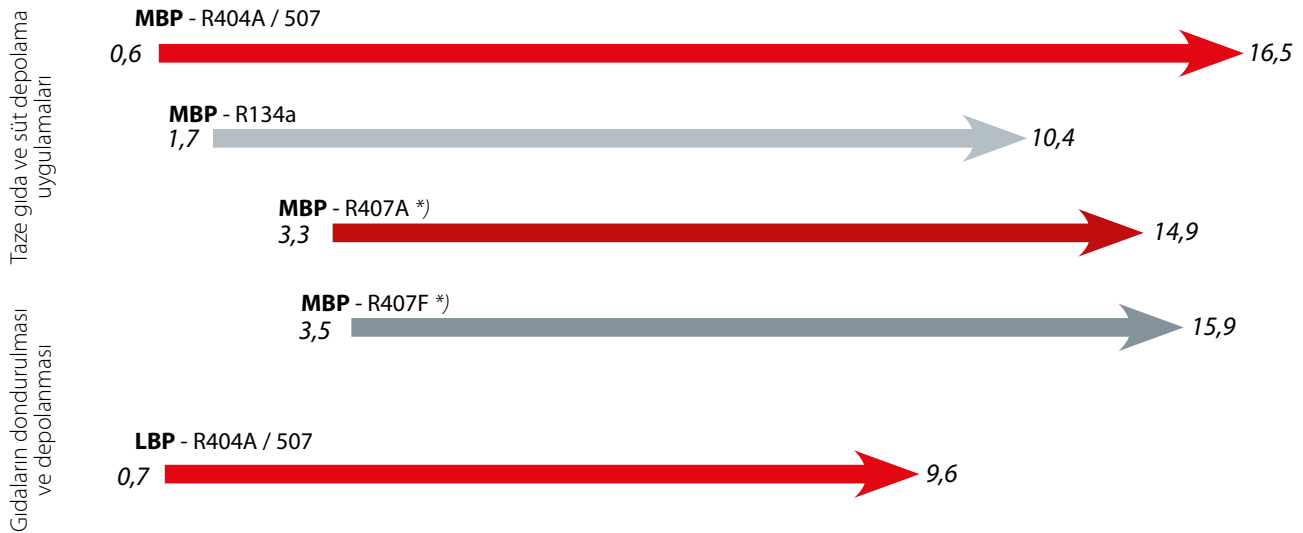 Taze gıda ve süt depolama
uygulamaları
MBP - R404A / 507
0,6
16,5
MBP - R134a
1,7
10,4
MBP - R407A *)
3,3
14,9
MBP - R407F *)
3,5
15,9
Gıdaların dondurulması
ve depolanması
LBP - R404A / 507
0,7
9,6